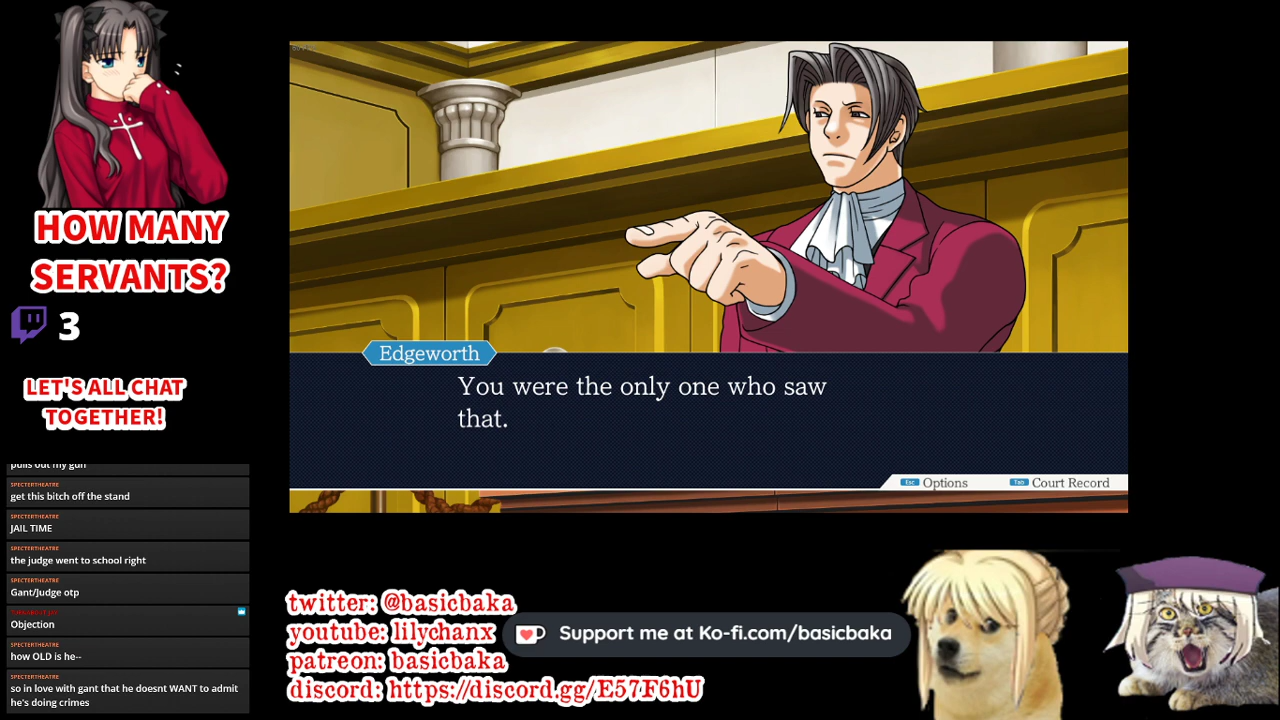 HOW MANY
SERVANTS?
3
LET'S ALL CHAT
TOGETHER!
pulls out my gun
SPECTERTHEATRE
get this bitch off the stand
SPECTERTHEATRE
JAIL TIME
SPECTERTHEATRE
the judge went to school right
SPECTERTHEATRE
Gant/Judge otp
Objection
SPECTERTHEATRE
how OLD is he--
SPECTERTHEATRE
so in love with gant that he doesnt WANT to admit
he's doing crimes
Edgeworth
You were the only one who saw
that.
Esc Options
Tab Court Record
twitter: @basicbaka
youtube: lilychanx
patreon: basicbaka
discord: https://discord.gg/E57F6hU
Support me at Ko-fi.com/basicbaka